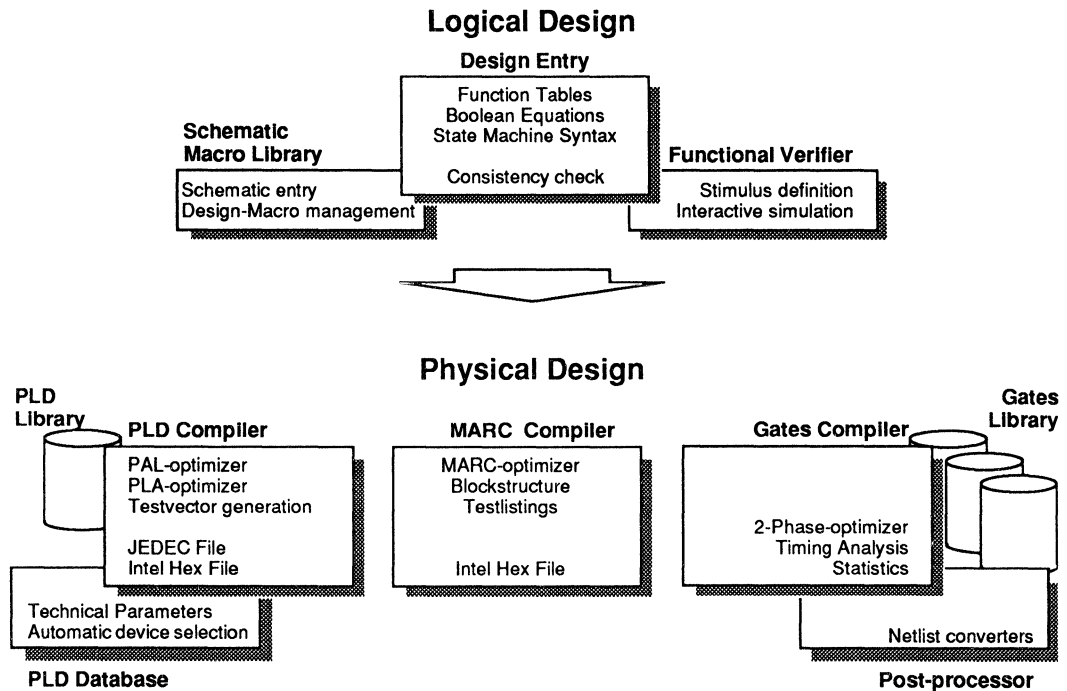 Logical Design
Design Entry
Function Tables
Boolean Equations
State Machine Syntax
Consistency check
Schematic
Macro Library
Schematic entry
Design-Macro management
Functional Verifier
Stimulus definition
Interactive simulation
Physical Design
PLD
Library
PLD Compiler
PAL-optimizer
PLA-optimizer
Testvector generation
JEDEC File
Intel Hex File
Technical Parameters
Automatic device selection
PLD Database
MARC Compiler
MARC-optimizer
Blockstructure
Testlistings
Intel Hex File
Gates Compiler
Gates
Library
2-Phase-optimizer
Timing Analysis
Statistics
Netlist converters
Post-processor